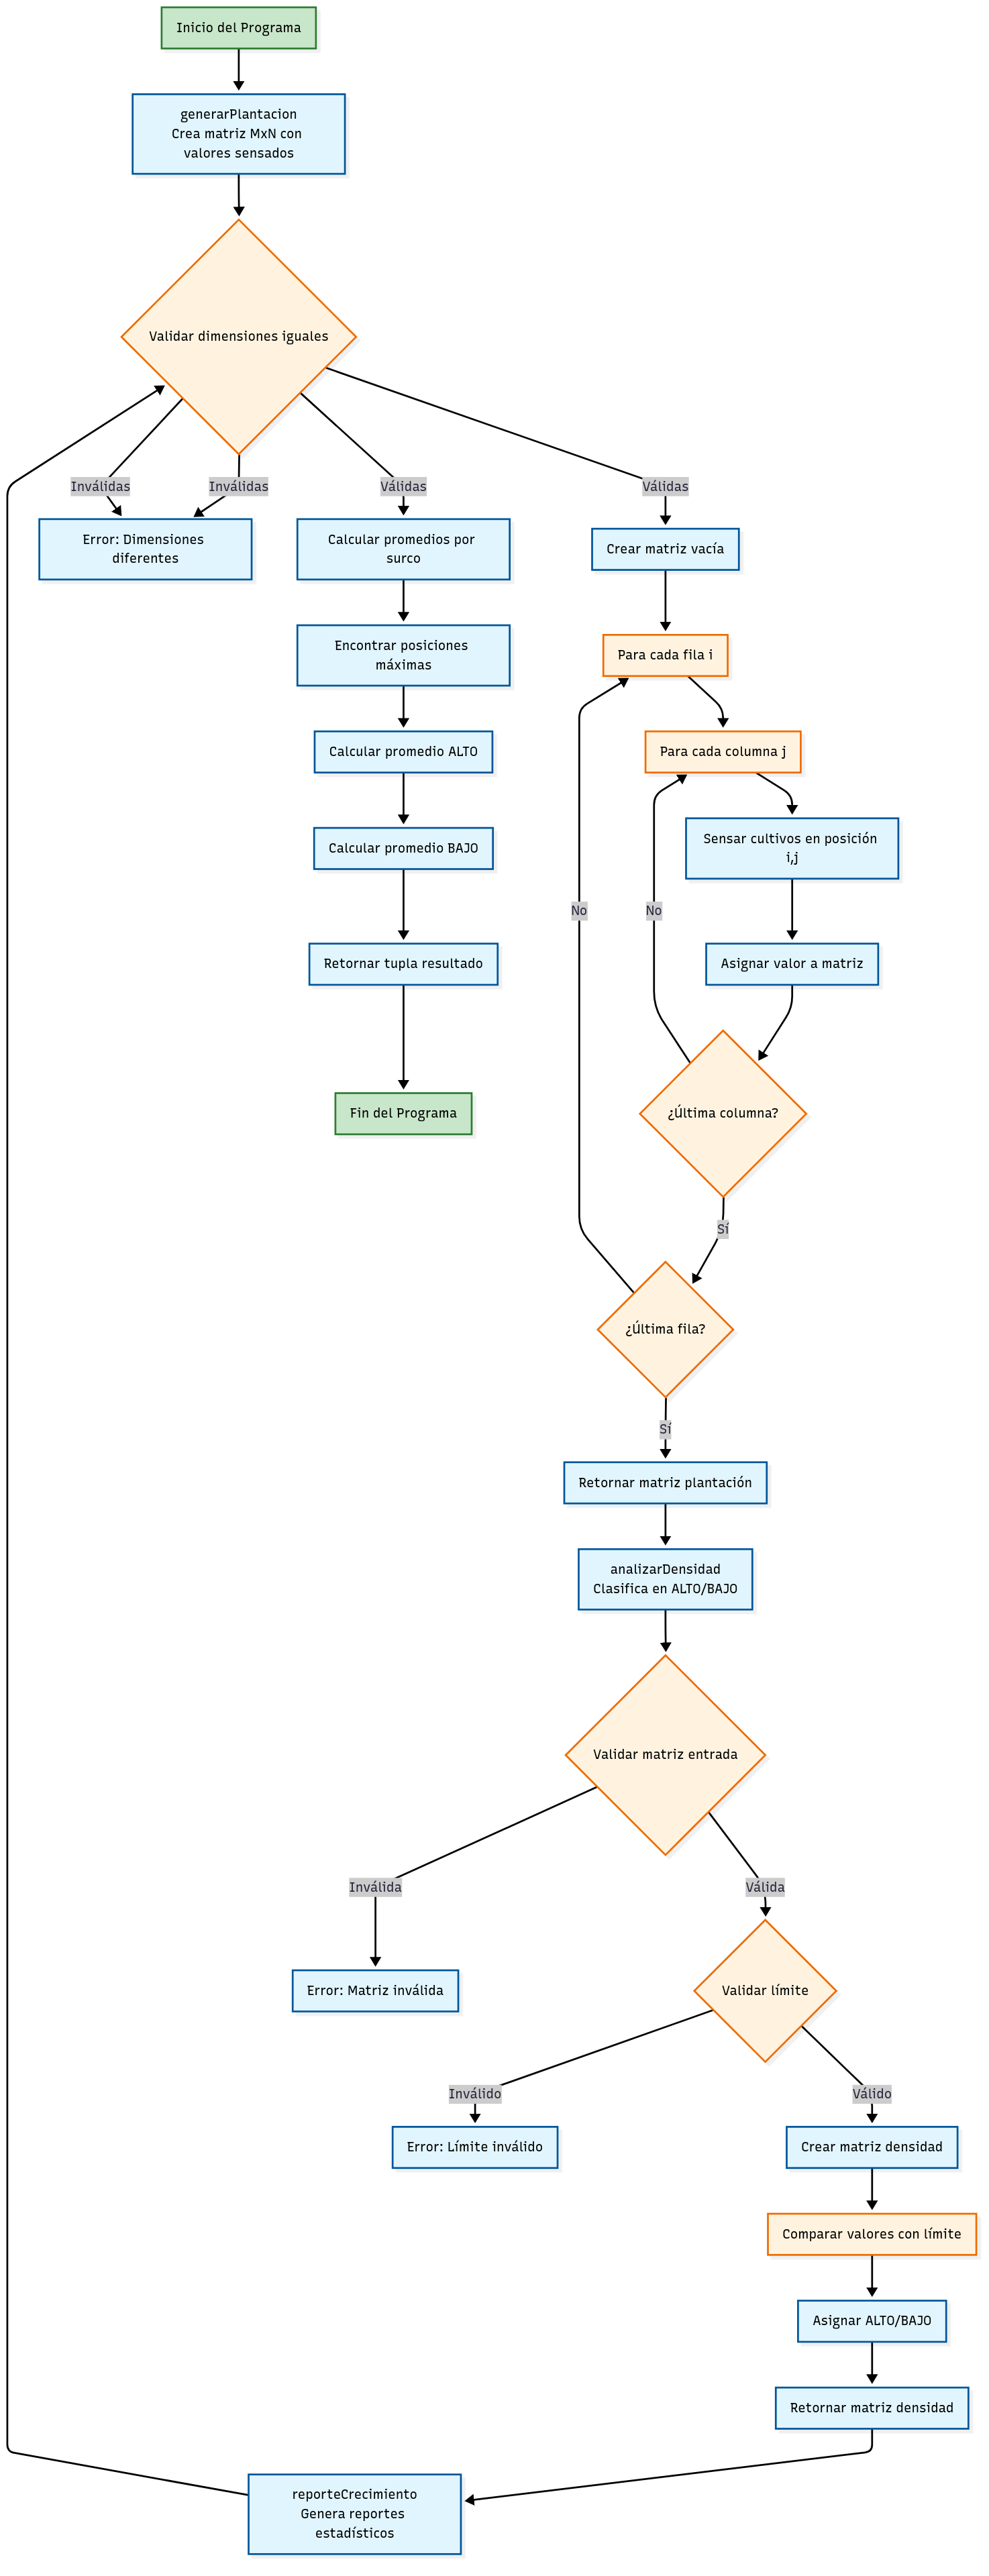 Inicio del Programa
generarPlantacion
Crea matriz MxN con
valores sensados
Validar dimensiones iguales
Inválidas
Inválidas
Válidas
Válidas
Error: Dimensiones
diferentes
Calcular promedios por
surco
Crear matriz vacía
Encontrar posiciones
máximas
Para cada fila i
Calcular promedio ALTO
Para cada columna j
Calcular promedio BAJO
Sensar cultivos en posición
i,j
No
No
Retornar tupla resultado
Asignar valor a matriz
Fin del Programa
¿Última columna?
Sí
¿Última fila?
Sí
Retornar matriz plantación
analizarDensidad
Clasifica en ALTO/BAJO
Validar matriz entrada
Inválida
Válida
Error: Matriz inválida
Validar límite
Inválido
Válido
Error: Límite inválido
Crear matriz densidad
Comparar valores con límite
Asignar ALTO/BAJO
Retornar matriz densidad
reporteCrecimiento
Genera reportes
estadísticos